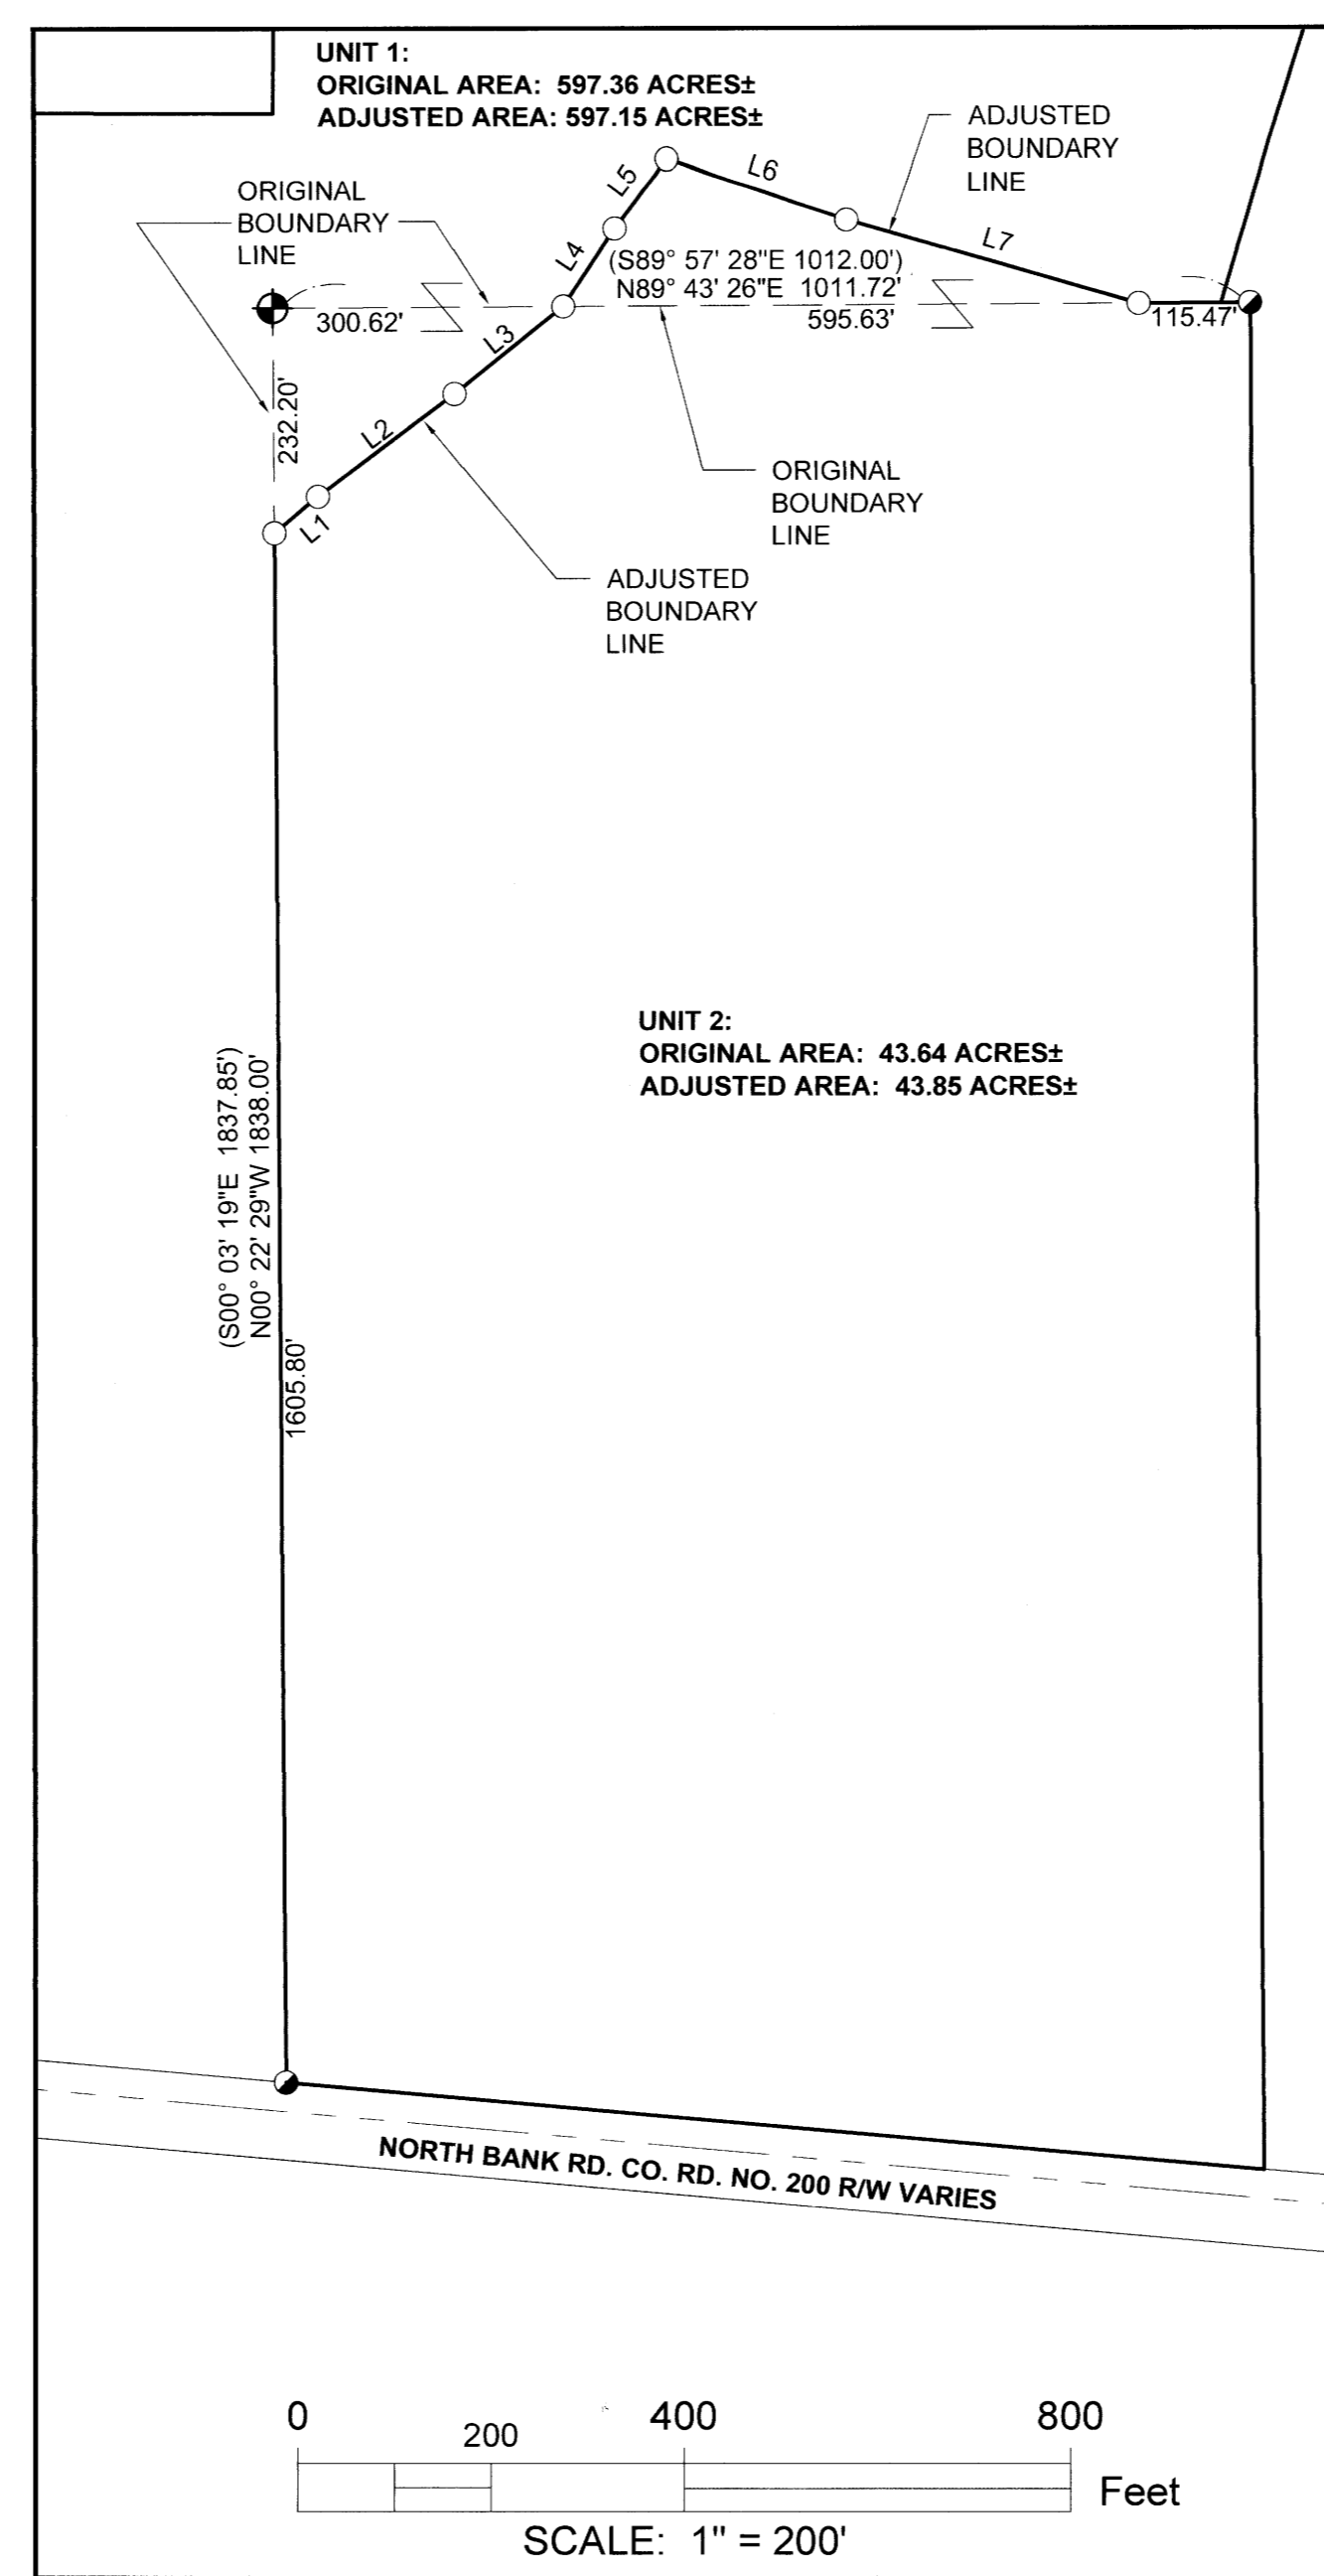 UNIT 1:
ORIGINAL AREA: 597.36 ACRES±
ADJUSTED AREA: 597.15 ACRES±
ADJUSTED
BOUNDARY
LINE
ORIGINAL
BOUNDARY
LINE
L5
L6
L4
L7
(S89° 57' 28"E 1012.00')
N89° 43' 26"E 1011.72'
300.62'
595.63'
115.47'
L3
232.20'
L2
L1
ORIGINAL
BOUNDARY
LINE
ADJUSTED
BOUNDARY
LINE
UNIT 2:
ORIGINAL AREA: 43.64 ACRES±
ADJUSTED AREA: 43.85 ACRES±
(S00° 03' 19"E 1837.85')
N00° 22' 29"W 1838.00'
1605.80'
NORTH BANK RD. CO. RD. NO. 200 R/W VARIES
0 200 400 800
Feet
SCALE: 1" = 200'